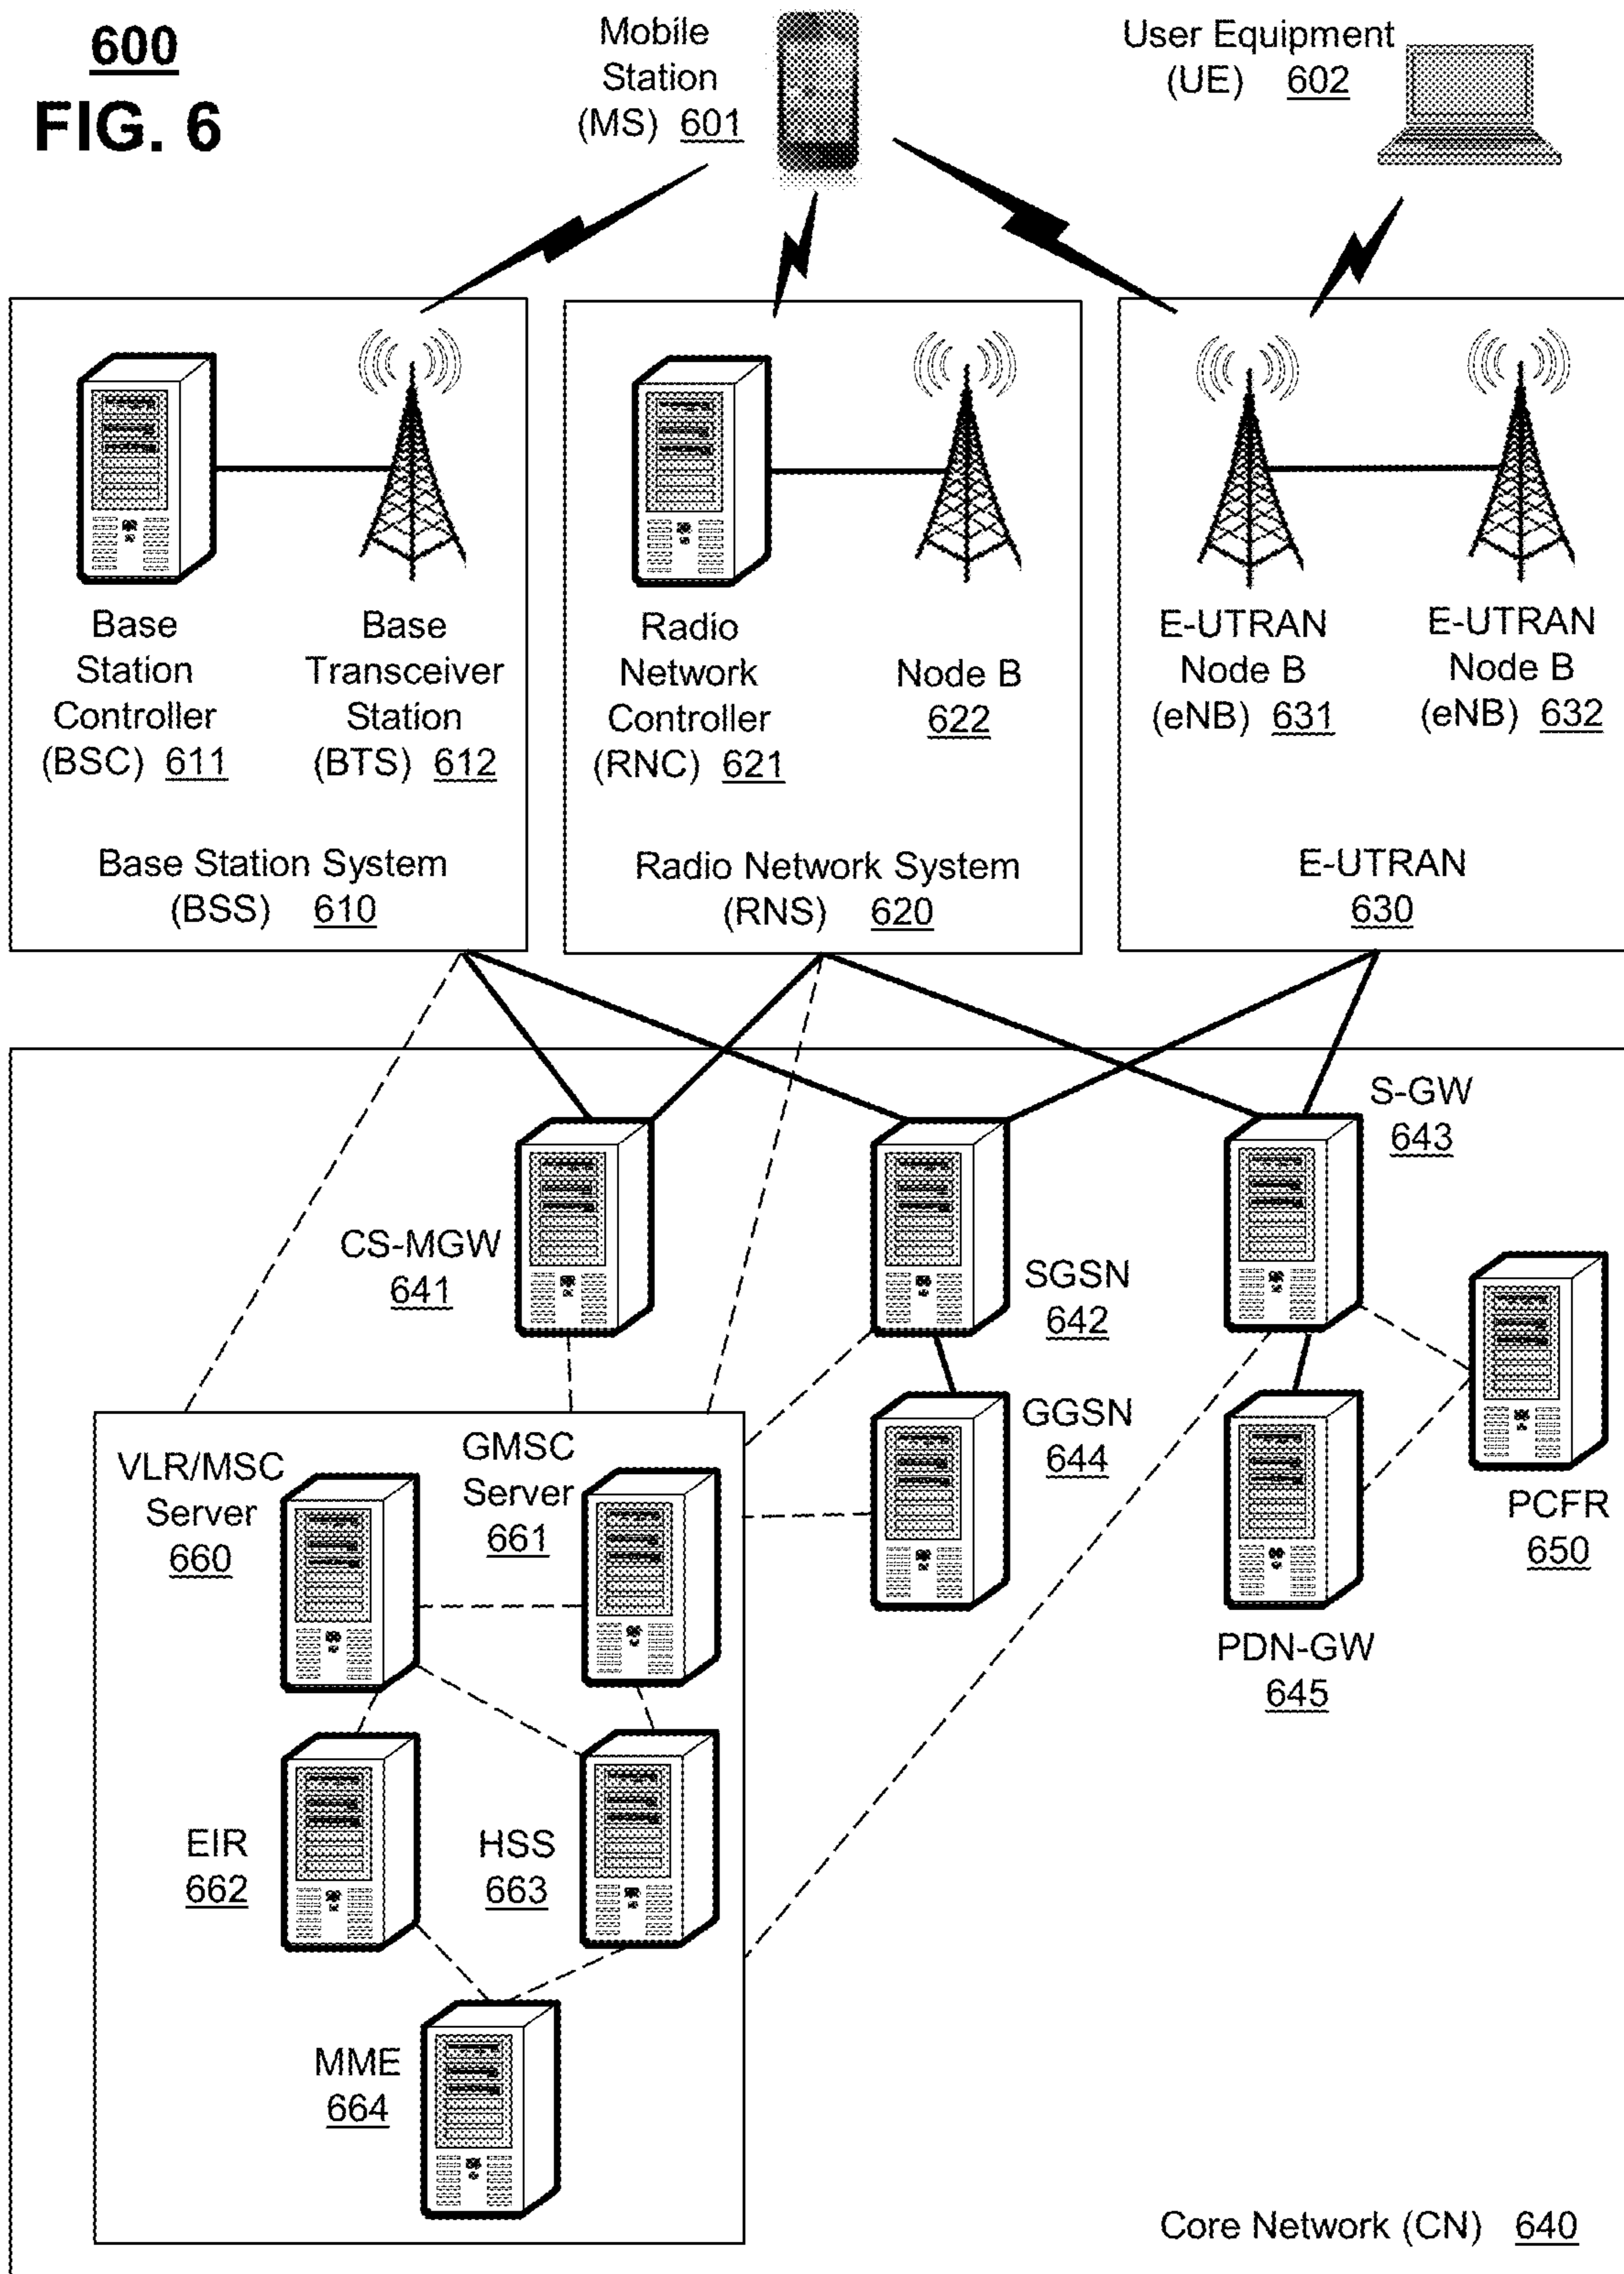 600
FIG. 6
Mobile
Station
(MS) 601
User Equipment
(UE) 602
Base
Station
Controller
(BSC) 611
Base
Transceiver
Station
(BTS) 612
Base Station System
(BSS) 610
Radio
Network
Controller
(RNC) 621
Node B
622
Radio Network System
(RNS) 620
E-UTRAN
Node B
(eNB) 631
E-UTRAN
Node B
(eNB) 632
E-UTRAN
630
CS-MGW
641
SGSN
642
S-GW
643
GGSN
644
PDN-GW
645
PCFR
650
VLR/MSC
Server
660
GMSC
Server
661
EIR
662
HSS
663
MME
664
Core Network (CN) 640